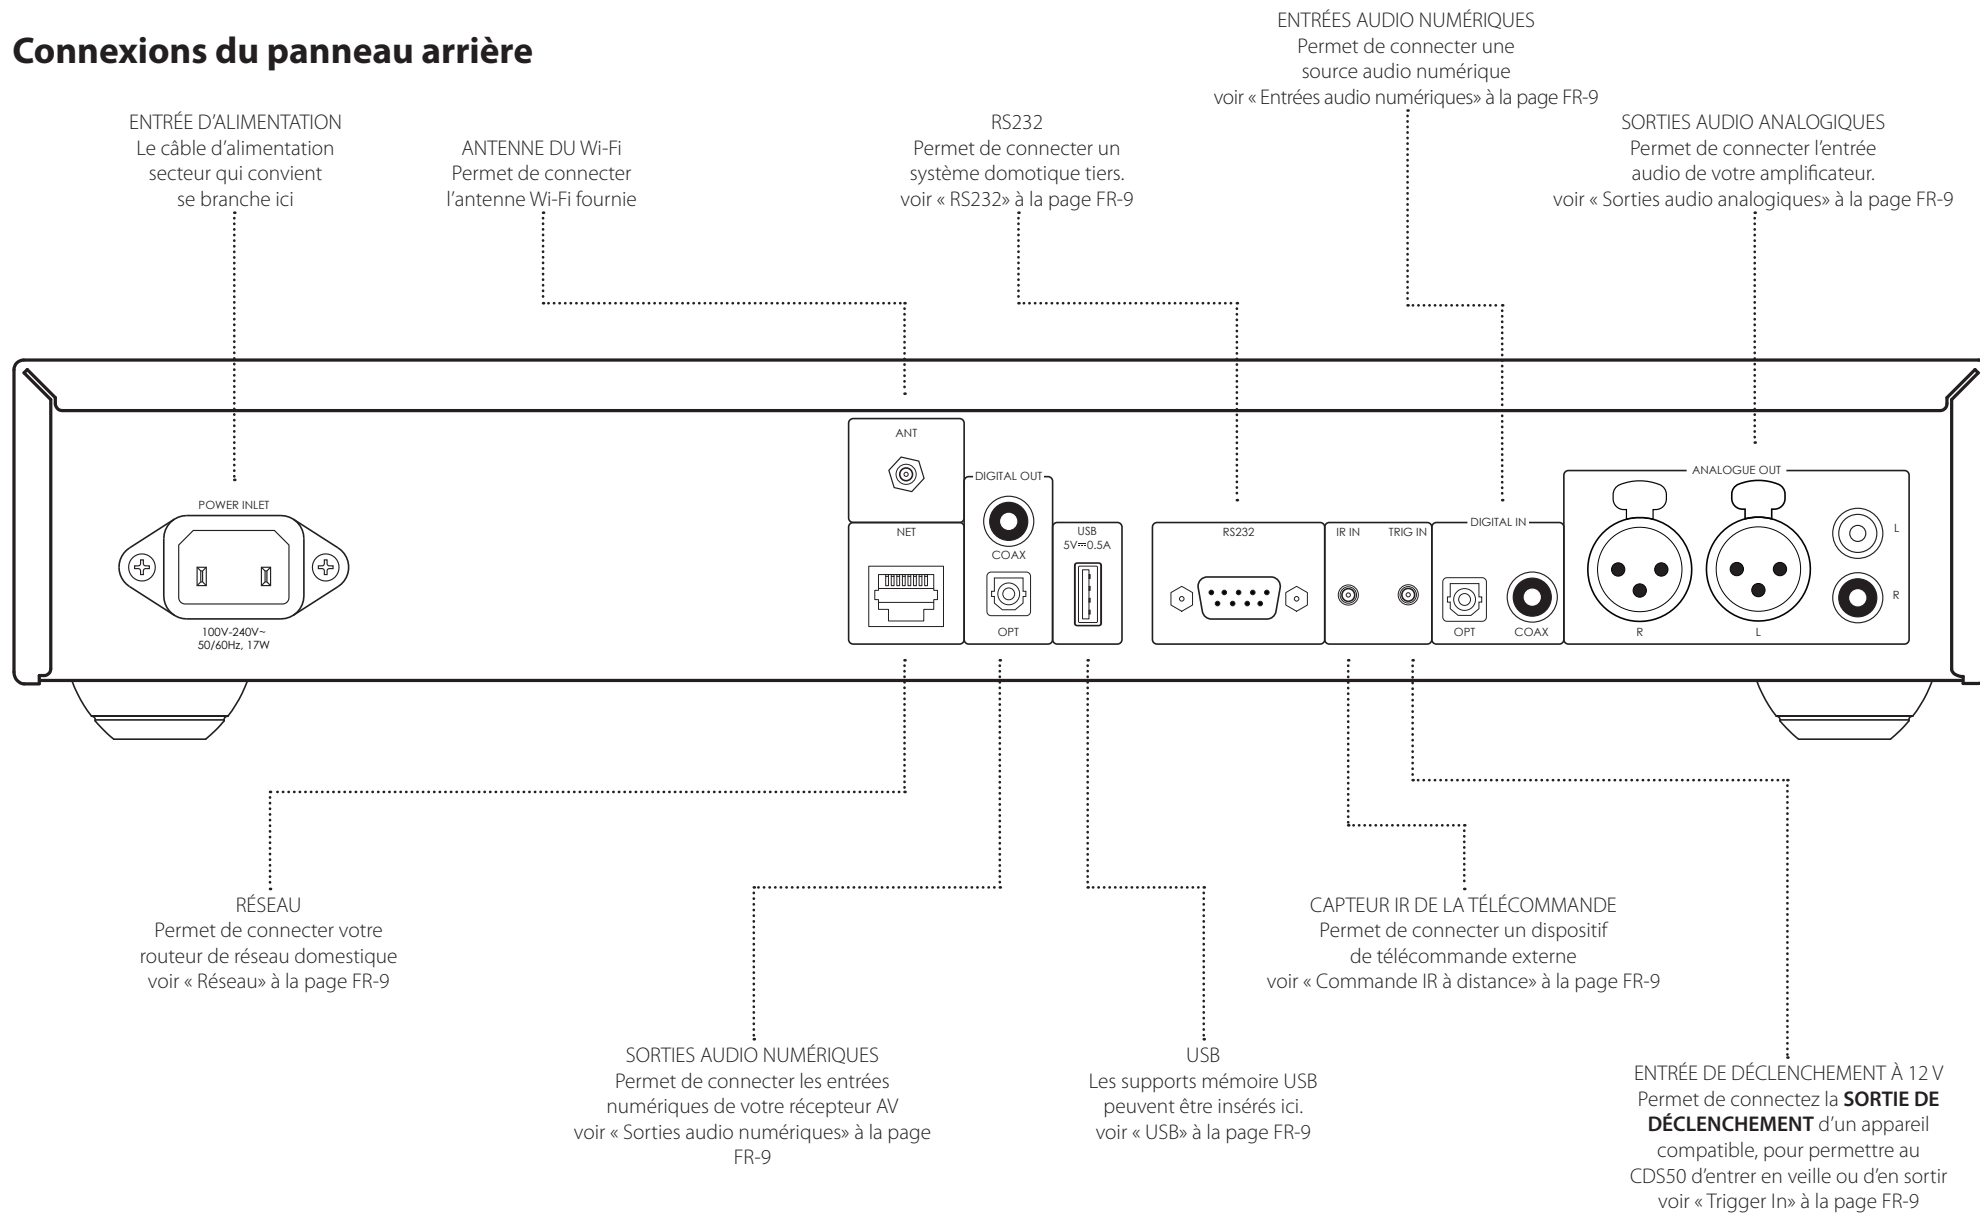 Connexions du panneau arrière
ENTRÉE D’ALIMENTATION
Le câble d’alimentation
secteur qui convient
se branche ici
ANTENNE DU Wi-Fi
Permet de connecter
l’antenne Wi-Fi fournie
RS232
Permet de connecter un
système domotique tiers.
voir « RS232» à la page FR-9
ENTRÉES AUDIO NUMÉRIQUES
Permet de connecter une
source audio numérique
voir « Entrées audio numériques» à la page FR-9
SORTIES AUDIO ANALOGIQUES
Permet de connecter l’entrée
audio de votre amplificateur.
voir « Sorties audio analogiques» à la page FR-9
POWER INLET
100V-240V~
50/60Hz, 17W
ANT
NET
DIGITAL OUT
COAX
OPT
USB
5V⎓0.5A
RS232
IR IN
TRIG IN
DIGITAL IN
OPT
COAX
ANALOGUE OUT
R
L
L
R
RÉSEAU
Permet de connecter votre
routeur de réseau domestique
voir « Réseau» à la page FR-9
SORTIES AUDIO NUMÉRIQUES
Permet de connecter les entrées
numériques de votre récepteur AV
voir « Sorties audio numériques» à la page
FR-9
USB
Les supports mémoire USB
peuvent être insérés ici.
voir « USB» à la page FR-9
CAPTEUR IR DE LA TÉLÉCOMMANDE
Permet de connecter un dispositif
de télécommande externe
voir « Commande IR à distance» à la page FR-9
ENTRÉE DE DÉCLENCHEMENT À 12 V
Permet de connectez la SORTIE DE
DÉCLENCHEMENT d’un appareil
compatible, pour permettre au
CDS50 d’entrer en veille ou d’en sortir
voir « Trigger In» à la page FR-9